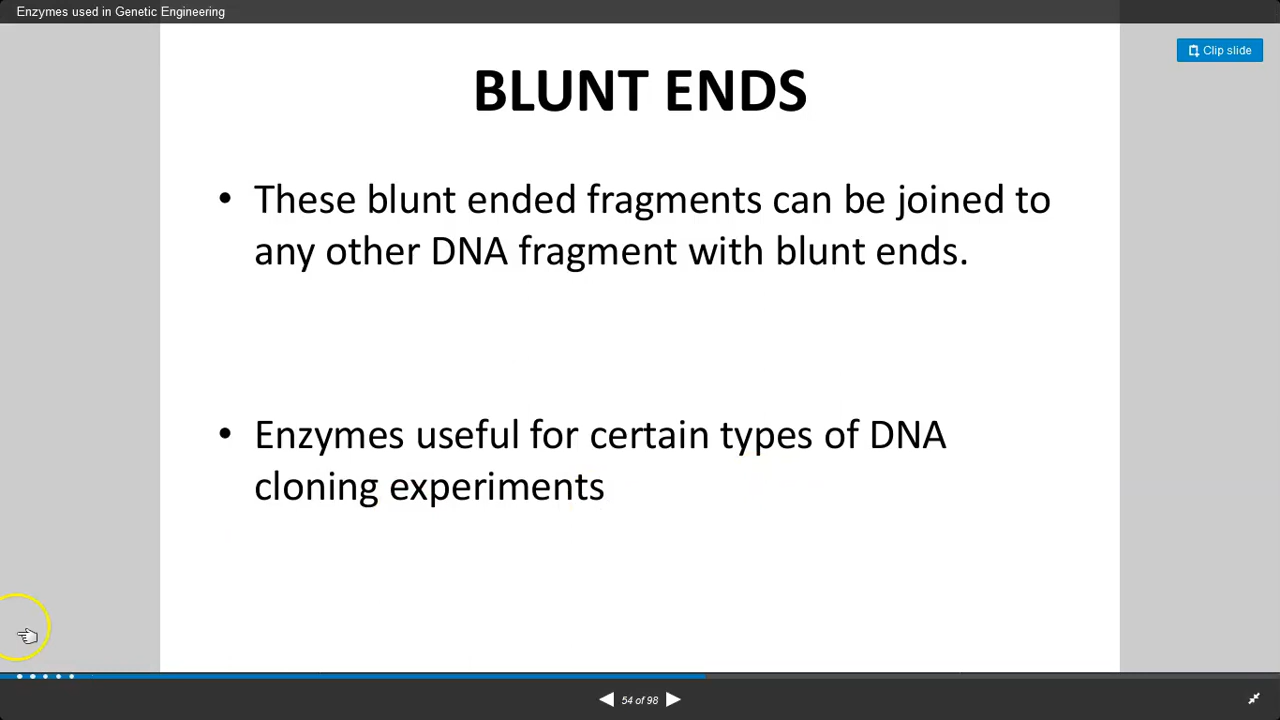 Enzymes used in Genetic Engineering
Clip slide
BLUNT ENDS
• These blunt ended fragments can be joined to
any other DNA fragment with blunt ends.
• Enzymes useful for certain types of DNA
cloning experiments
54 of 98